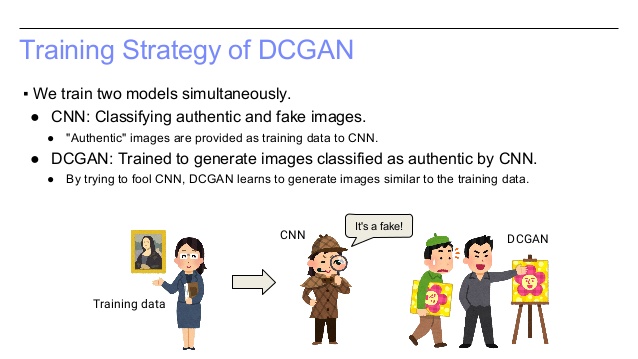 Training Strategy of DCGAN
▪ We train two models simultaneously.
● CNN: Classifying authentic and fake images.
● "Authentic" images are provided as training data to CNN.
● DCGAN: Trained to generate images classified as authentic by CNN.
● By trying to fool CNN, DCGAN learns to generate images similar to the training data.
It's a fake!
CNN
DCGAN
Training data